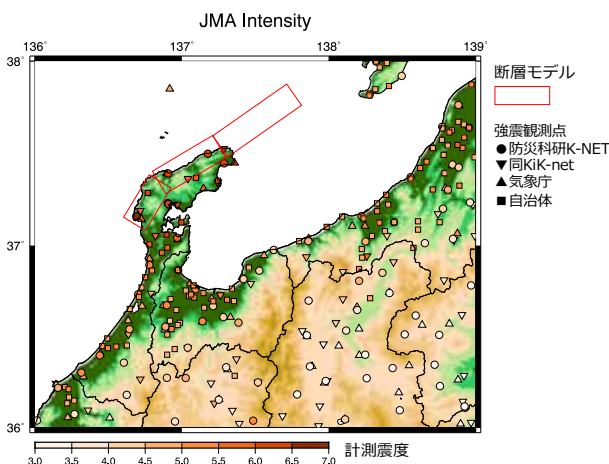 JMA Intensity
136˚ 137˚ 138˚ 139˚
38˚
37˚
36˚
断層モデル
強震観測点
●防災科研K-NET
▼同KiK-net
▲気象庁
■自治体
3.0 3.5 4.0 4.5 5.0 5.5 6.0 6.5 7.0
計測震度